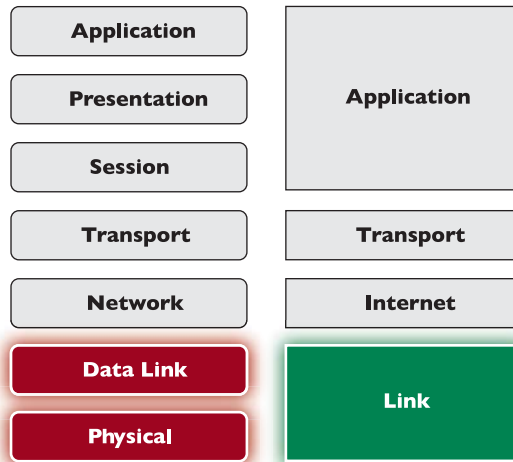 Application
Presentation
Session
Transport
Network
Data Link
Physical
Application
Transport
Internet
Link